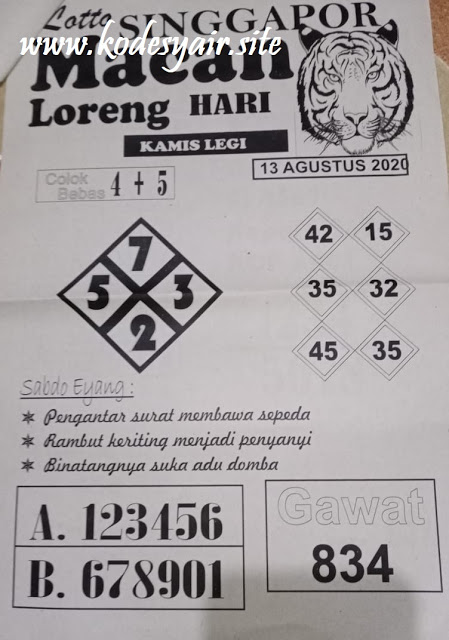 Lotto SINGGAPOR
www.kodesyair.site
Macan
Loreng HARI
KAMIS LEGI
13 AGUSTUS 2020
Colok
Bebas 4 + 5
7
5 3
2
42 15
35 32
45 35
Sabdo Eyang :
✶ Pengantar surat membawa sepeda
✶ Rambut keriting menjadi penyanyi
✶ Binatangnya suka adu domba
A. 123456
B. 678901
Gawat
834